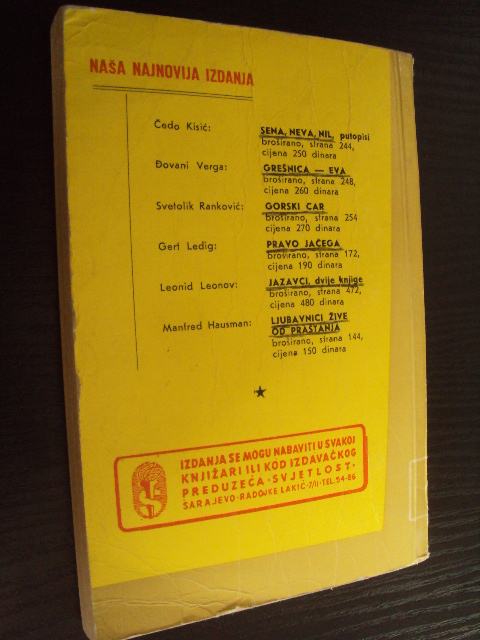 NAŠA NAJNOVIJA IZDANJA
Čedo Kisić: SENA, NEVA, NIL, putopisi
broširano, strana 244,
cijena 250 dinara
Đovani Verga: GREŠNICA — EVA
broširano, strana 248,
cijena 260 dinara
Svetolik Ranković: GORSKI CAR
broširano, strana 254
cijena 270 dinara
Gert Ledig: PRAVO JAČEGA
broširano, strana 172,
cijena 190 dinara
Leonid Leonov: JAZAVCI, dvije knjige
broširano, strana 472,
cijena 480 dinara
Manfred Hausman: LJUBAVNICI ŽIVE
OD PRAŠTANJA
broširano, strana 144,
cijena 150 dinara
IZDANJA SE MOGU NABAVITI U SVAKOJ
KNJIŽARI ILI KOD IZDAVAČKOG
PREDUZEĆA • SVJETLOST •
SARAJEVO • RADOJKE LAKIĆ • 7/II • TEL. 54-86